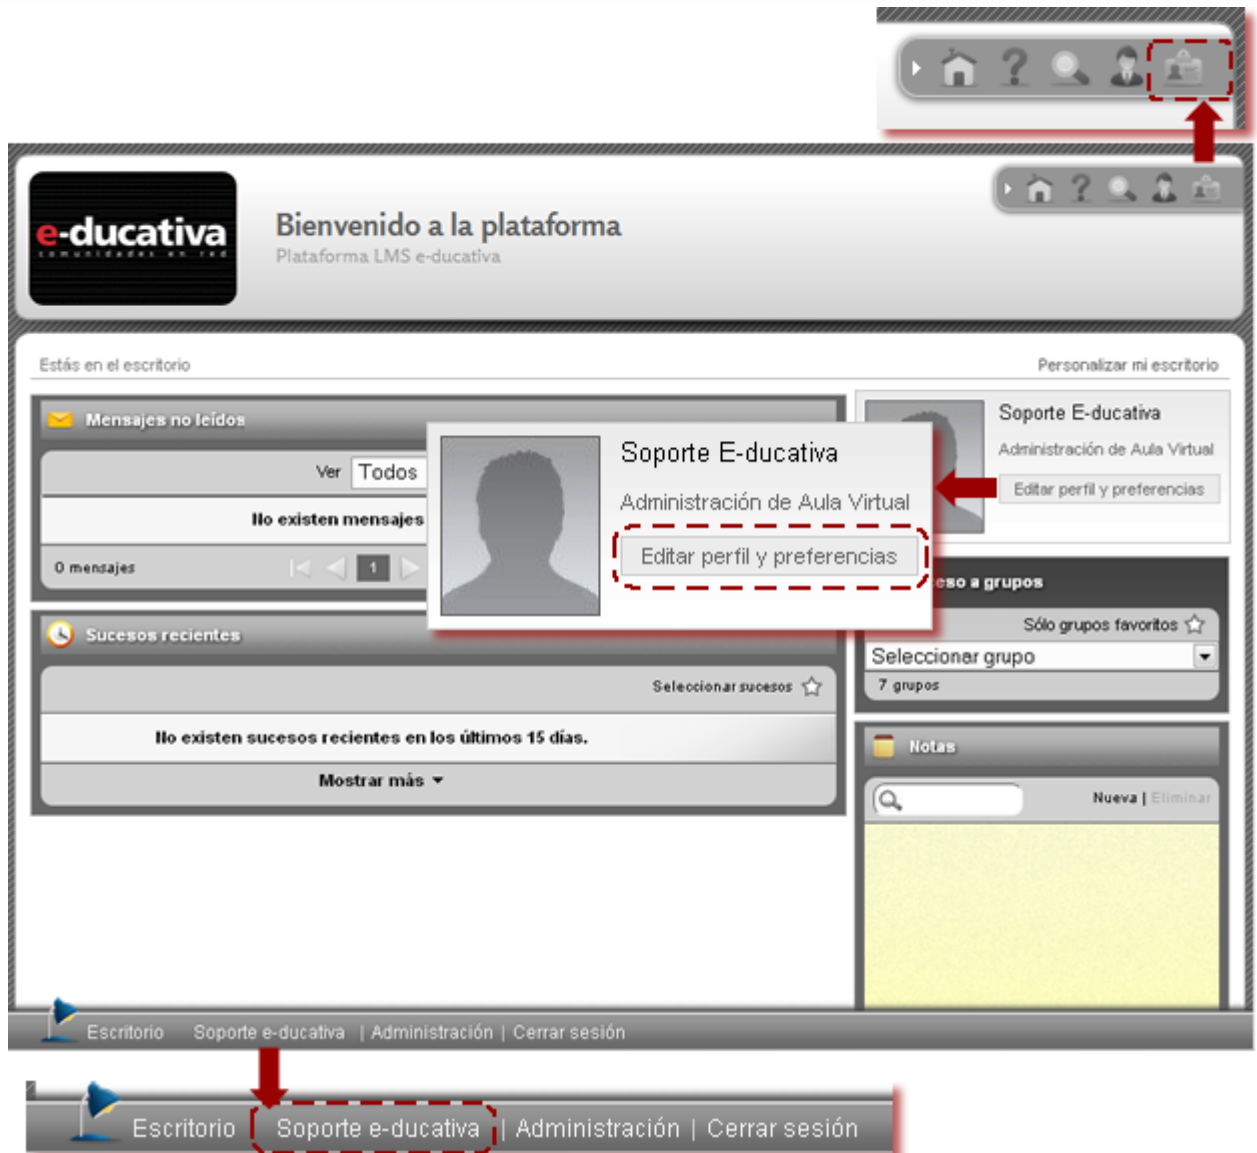 e-ducativa
comunidades en red
Bienvenido a la plataforma
Plataforma LMS e-ducativa
Estás en el escritorio
Personalizar mi escritorio
Mensajes no leídos
Ver Todos
No existen mensajes
0 mensajes
1
Soporte E-ducativa
Administración de Aula Virtual
Editar perfil y preferencias
Soporte E-ducativa
Administración de Aula Virtual
Editar perfil y preferencias
eso a grupos
Sólo grupos favoritos
Seleccionar grupo
7 grupos
Sucesos recientes
Seleccionar sucesos
No existen sucesos recientes en los últimos 15 días.
Mostrar más
Notas
Nueva | Eliminar
Escritorio Soporte e-ducativa | Administración | Cerrar sesión
Escritorio Soporte e-ducativa | Administración | Cerrar sesión